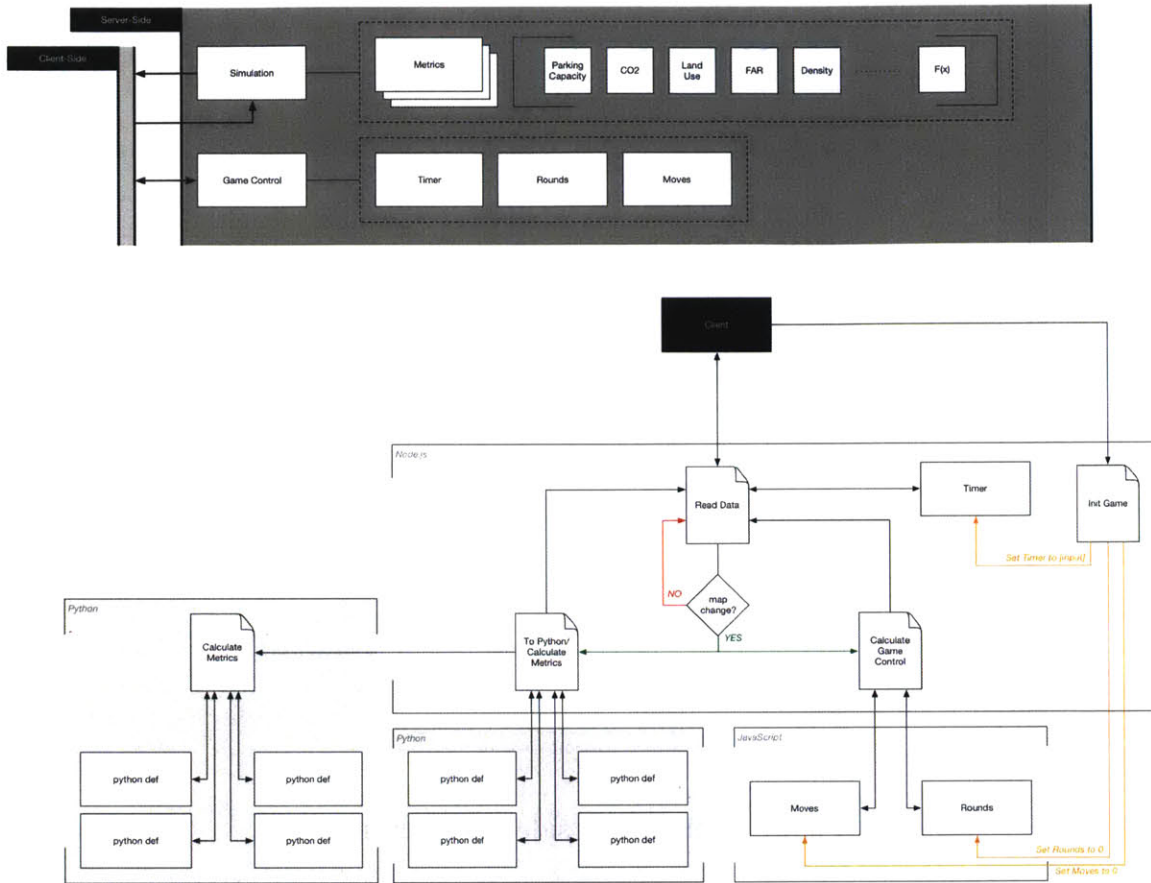 Server-Side
Client-Side
Simulation
Metrics
Parking
Capacity
CO2
Land
Use
FAR
Density
F(x)
Game Control
Timer
Rounds
Moves
Client
Node.js
Read Data
Timer
Init Game
Set Timer to [input]
NO
map
change?
YES
Python
Calculate
Metrics
To Python/
Calculate
Metrics
Calculate
Game
Control
Python
JavaScript
python def
python def
python def
python def
Moves
Rounds
python def
python def
python def
python def
Set Rounds to 0
Set Moves to 0